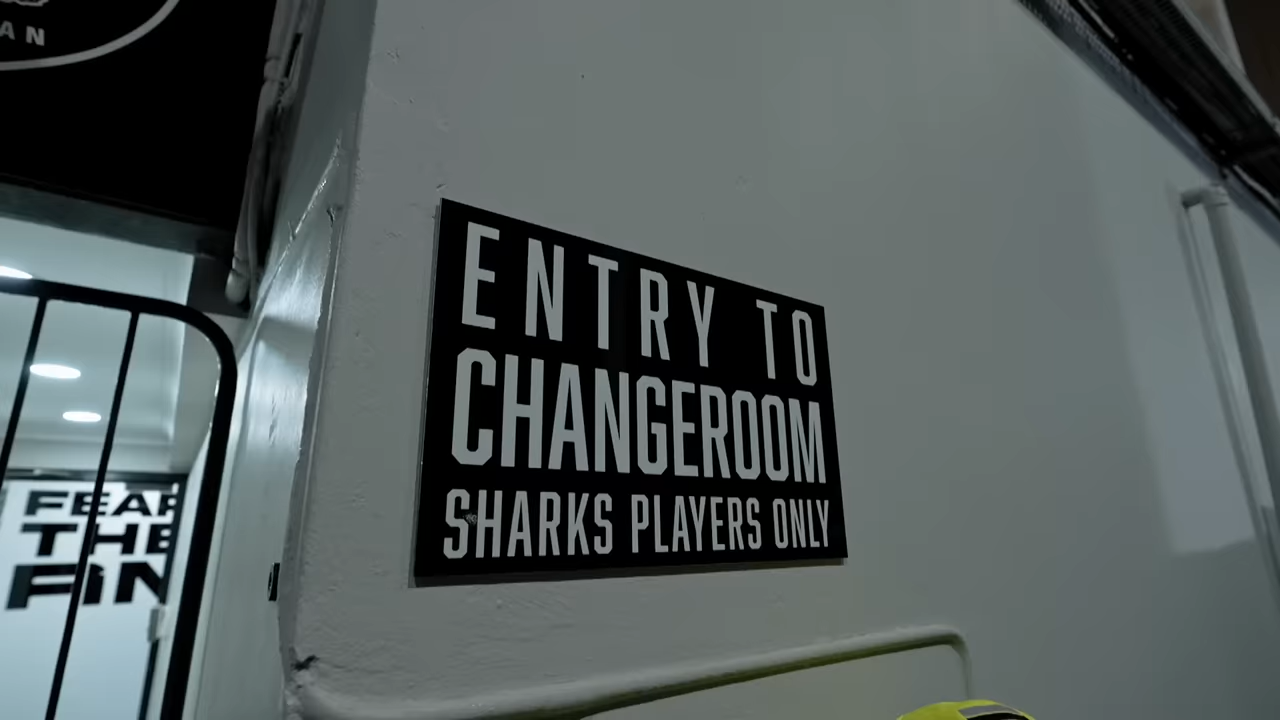 AN
ENTRY TO
CHANGEROOM
SHARKS PLAYERS ONLY
FEAR
THE
FIN